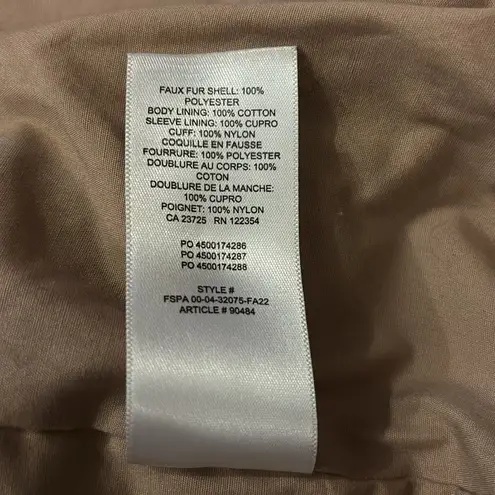 FAUX FUR SHELL: 100%
POLYESTER
BODY LINING: 100% COTTON
SLEEVE LINING: 100% CUPRO
CUFF: 100% NYLON
COQUILLE EN FAUSSE
FOURRURE: 100% POLYESTER
DOUBLURE AU CORPS: 100%
COTON
DOUBLURE DE LA MANCHE:
100% CUPRO
POIGNET: 100% NYLON
CA 23725 RN 122354
PO 4500174286
PO 4500174287
PO 4500174288
STYLE #
FSPA 00-04-32075-FA22
ARTICLE # 90484